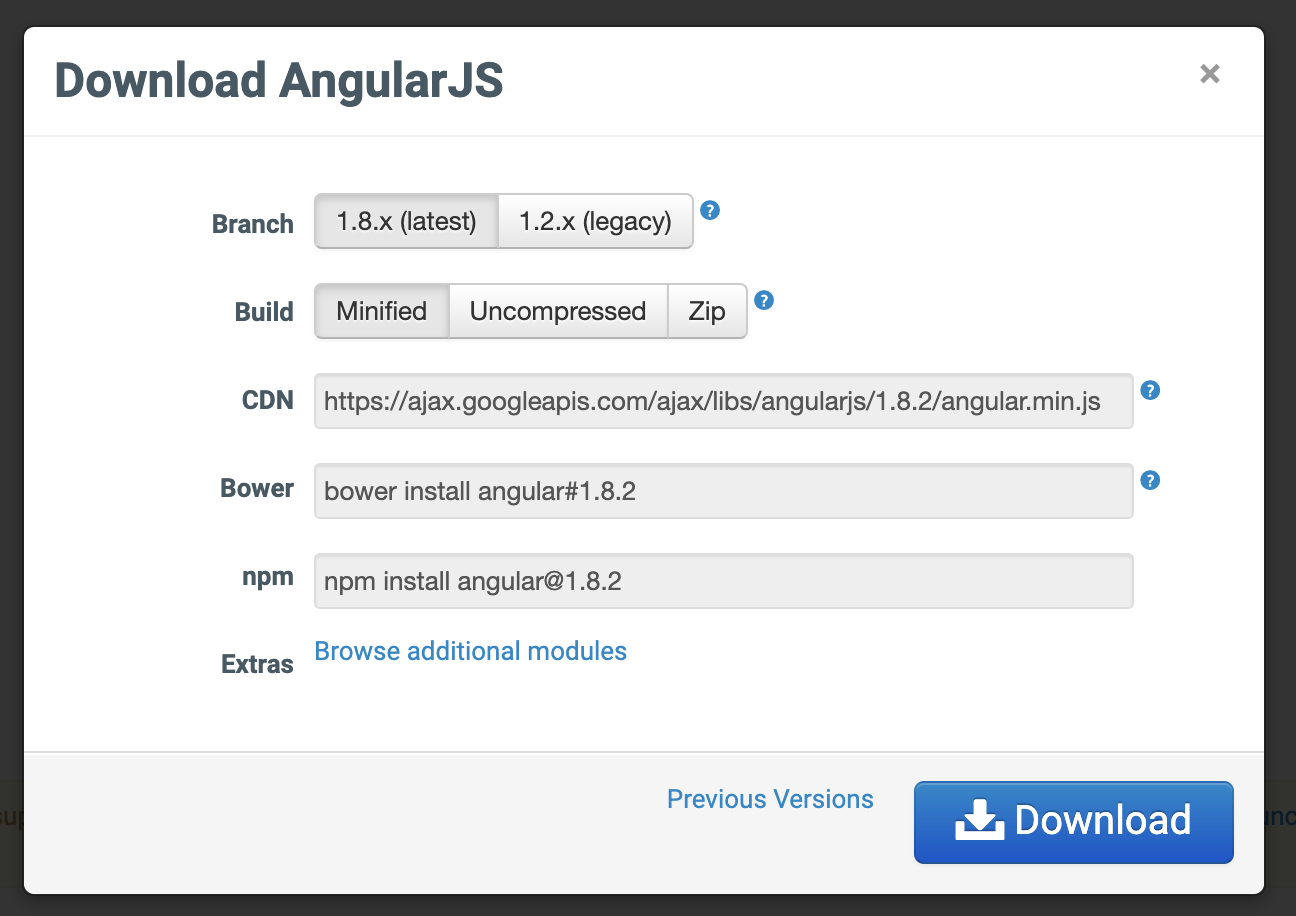 Download AngularJS ×
Branch 1.8.x (latest) 1.2.x (legacy) ?
Build Minified Uncompressed Zip ?
CDN https://ajax.googleapis.com/ajax/libs/angularjs/1.8.2/angular.min.js ?
Bower bower install angular#1.8.2 ?
npm npm install angular@1.8.2
Extras Browse additional modules
Previous Versions Download